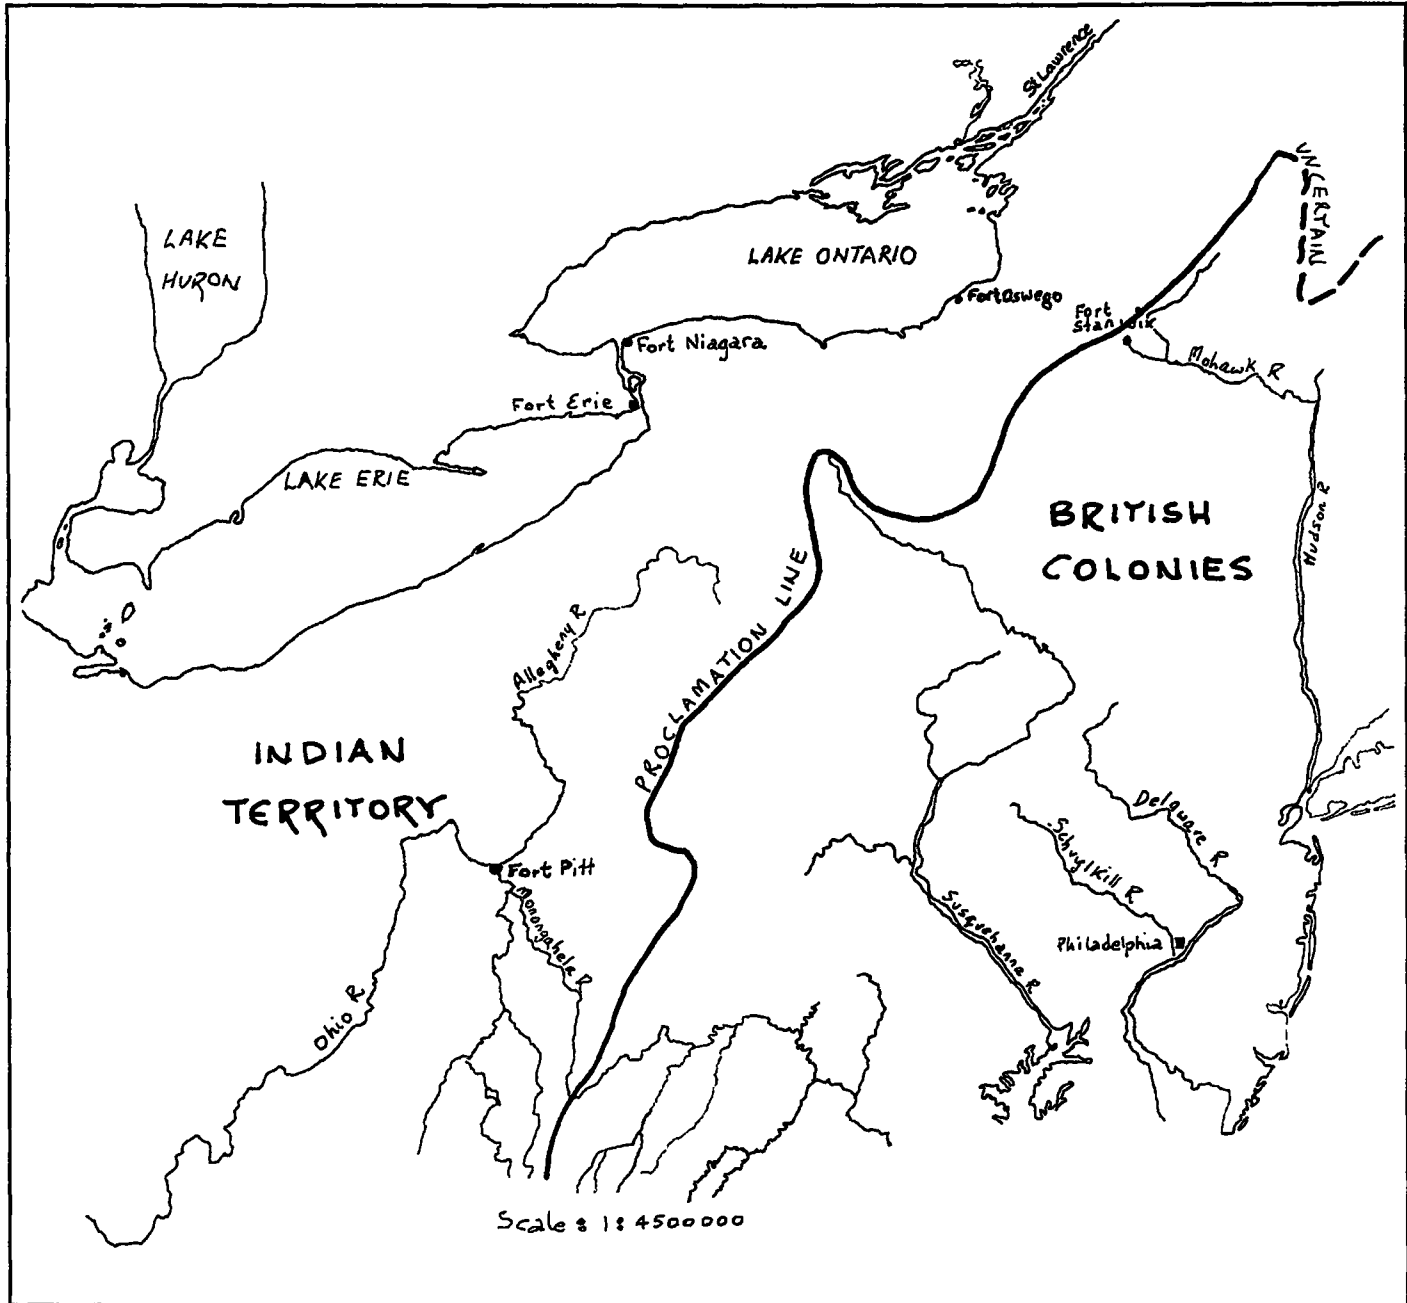 St Lawrence
UNCERTAIN
LAKE
HURON
LAKE ONTARIO
Fort Oswego
Fort
Stanwix
Fort Niagara
Mohawk R
Fort Erie
LAKE ERIE
BRITISH
COLONIES
Hudson R
PROCLAMATION LINE
Allegheny R
INDIAN
TERRITORY
Delaware R
Schuylkill R
Fort Pitt
Monongahela R
Susquehanna R
Philadelphia
Ohio R
Scale : 1: 4500000